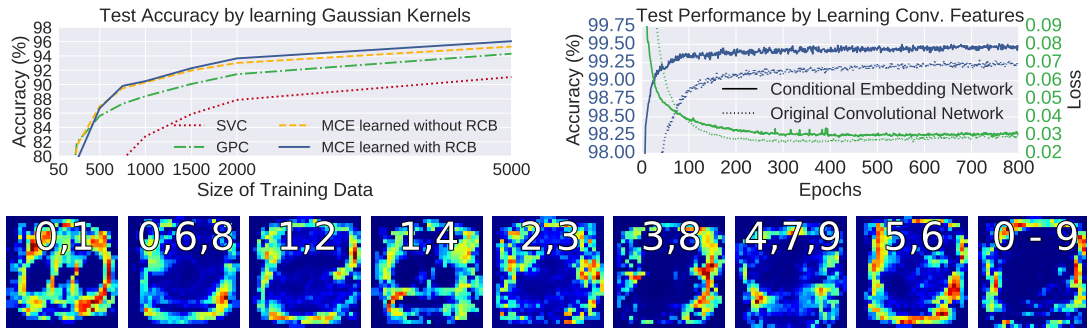 Test Accuracy by learning Gaussian Kernels
Accuracy (%)
98
96
94
92
90
88
86
84
82
80
SVC
GPC
MCE learned without RCB
MCE learned with RCB
50 500 1000 1500 2000 5000
Size of Training Data
Test Performance by Learning Conv. Features
Accuracy (%)
99.75
99.50
99.25
99.00
98.75
98.50
98.25
98.00
Conditional Embedding Network
Original Convolutional Network
0.09
0.08
0.07
0.06
0.05
0.04
0.03
0.02
Loss
0 100 200 300 400 500 600 700 800
Epochs
0,1 0,6,8 1,2 1,4 2,3 3,8 4,7,9 5,6 0 - 9